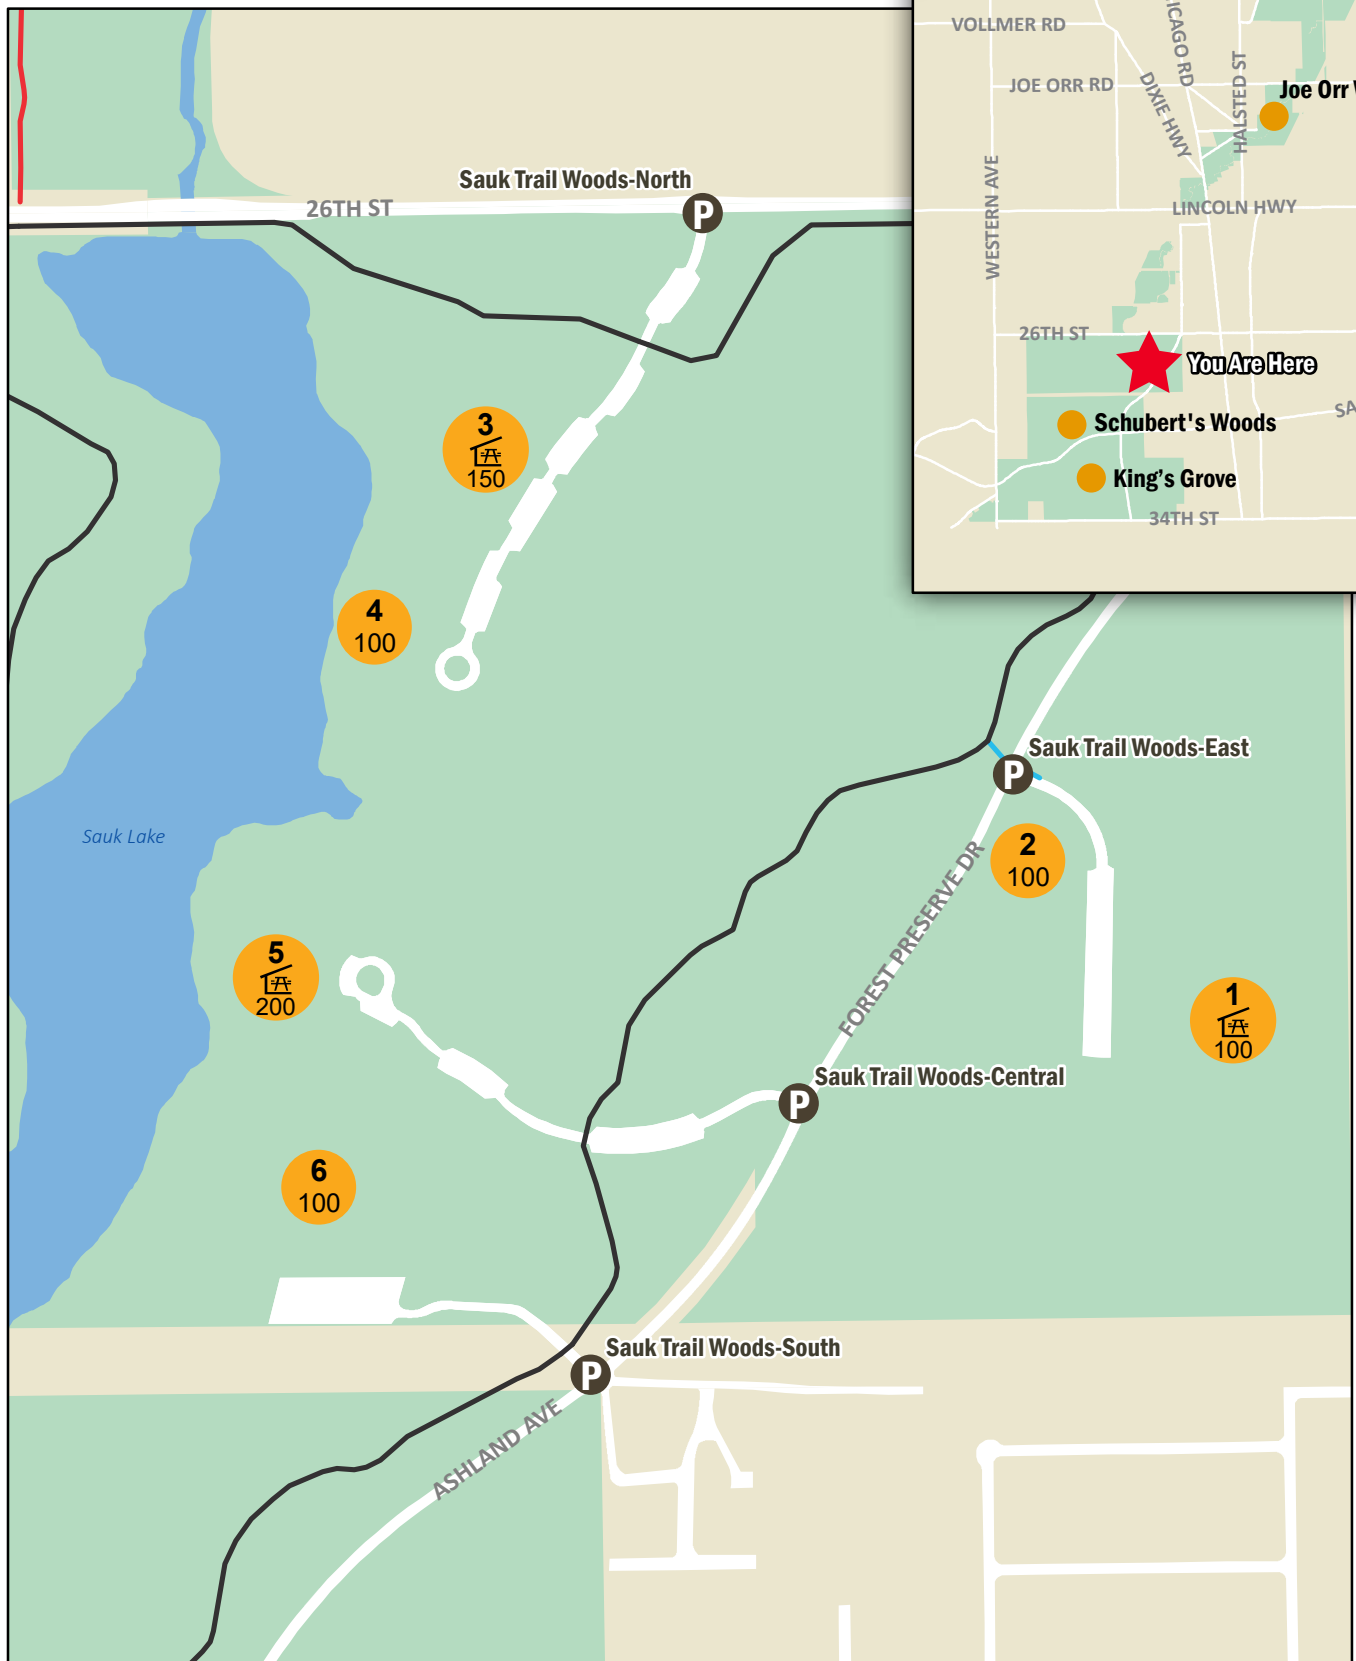 VOLLMER RD
ICAGO RD
JOE ORR RD
DIXIE HWY
HALSTED ST
Joe Orr
WESTERN AVE
LINCOLN HWY
26TH ST
You Are Here
Schubert's Woods
SA
King's Grove
34TH ST
Sauk Trail Woods-North
P
26TH ST
3
150
4
100
Sauk Trail Woods-East
P
Sauk Lake
2
100
FOREST PRESERVE DR
5
200
1
100
Sauk Trail Woods-Central
P
6
100
Sauk Trail Woods-South
P
ASHLAND AVE